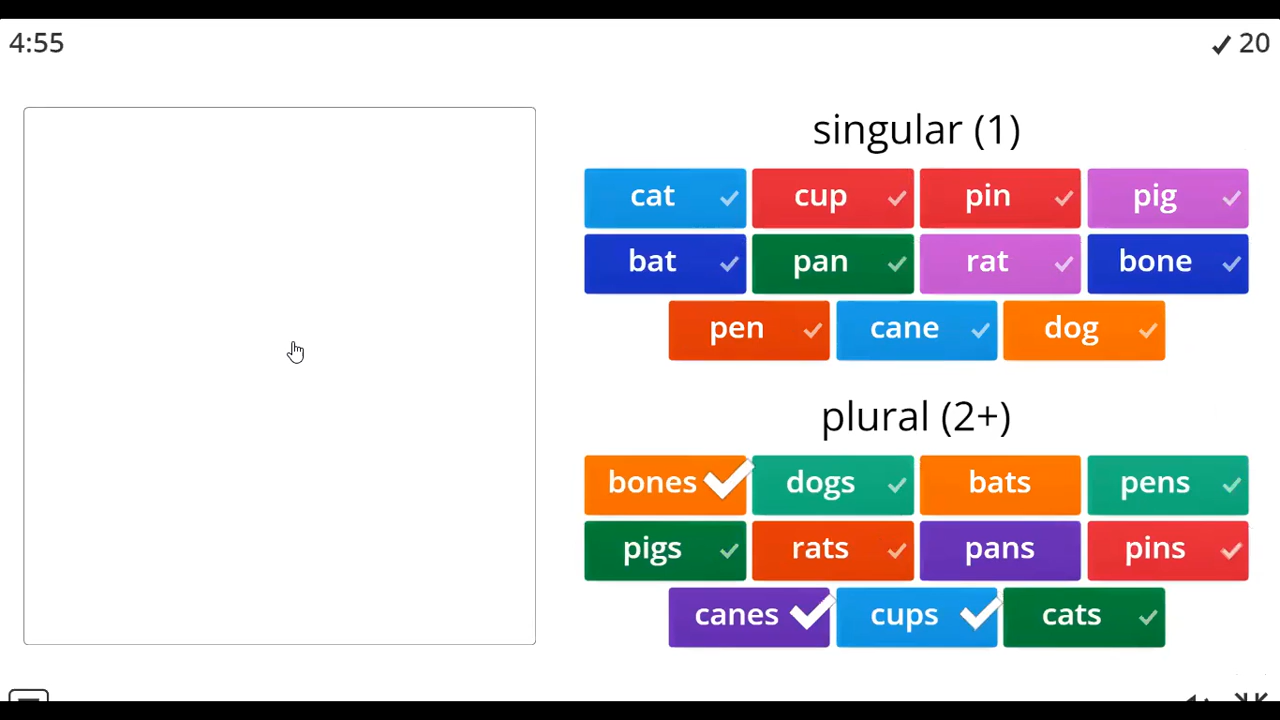 4:55
20
singular (1)
cat cup pin pig
bat pan rat bone
pen cane dog
plural (2+)
bones dogs bats pens
pigs rats pans pins
canes cups cats